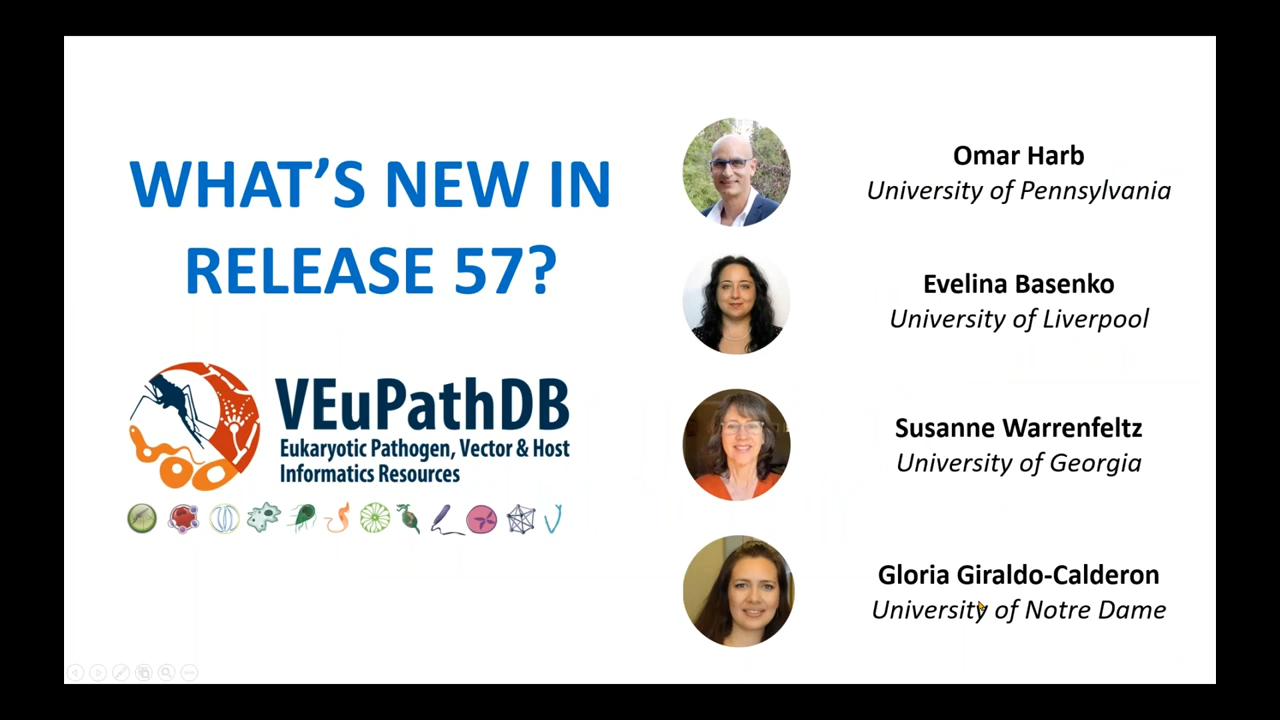 WHAT'S NEW IN
RELEASE 57?
VEuPathDB
Eukaryotic Pathogen, Vector & Host
Informatics Resources
Omar Harb
University of Pennsylvania
Evelina Basenko
University of Liverpool
Susanne Warrenfeltz
University of Georgia
Gloria Giraldo-Calderon
University of Notre Dame